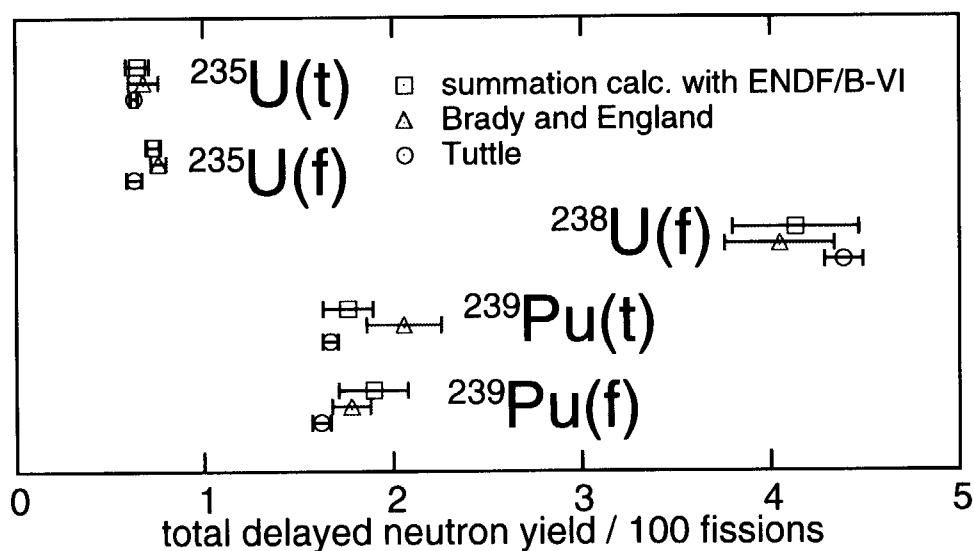 ²³⁵U(t)
summation calc. with ENDF/B-VI
Brady and England
Tuttle
²³⁵U(f)
²³⁸U(f)
²³⁹Pu(t)
²³⁹Pu(f)
0 1 2 3 4 5
total delayed neutron yield / 100 fissions